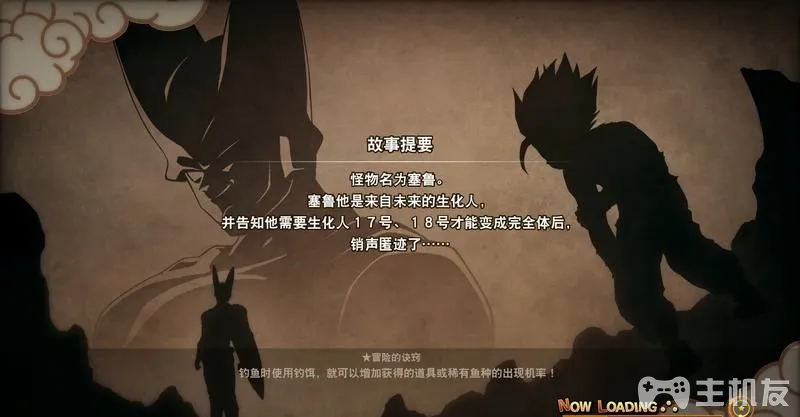 故事提要
怪物名为塞鲁。
塞鲁他是来自未来的生化人，
并告知他需要生化人１７号、１８号才能变成完全体后，
销声匿迹了……
★冒险的诀窍
钓鱼时使用钓饵，就可以增加获得的道具或稀有鱼种的出现机率！
NOW LOADING
主机友